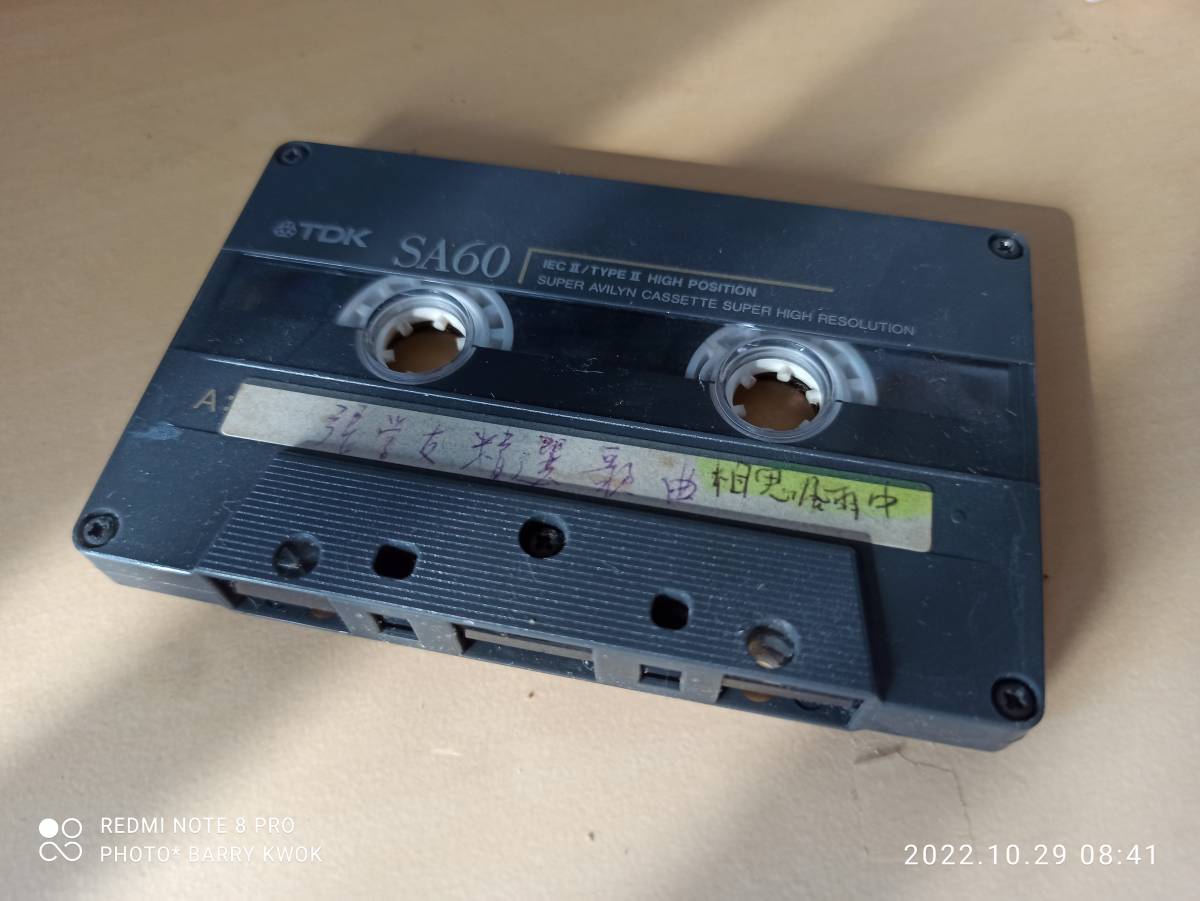 TDK SA60
IEC II/TYPE II HIGH POSITION
SUPER AVILYN CASSETTE SUPER HIGH RESOLUTION
A
張学友精選歌曲 相思風雨中
REDMI NOTE 8 PRO
PHOTO* BARRY KWOK
2022.10.29 08:41